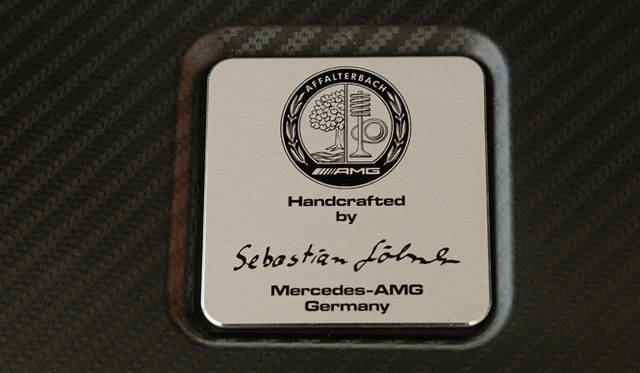 AFFALTERBACH
AMG
Handcrafted
by
Sebastian
Mercedes-AMG
Germany